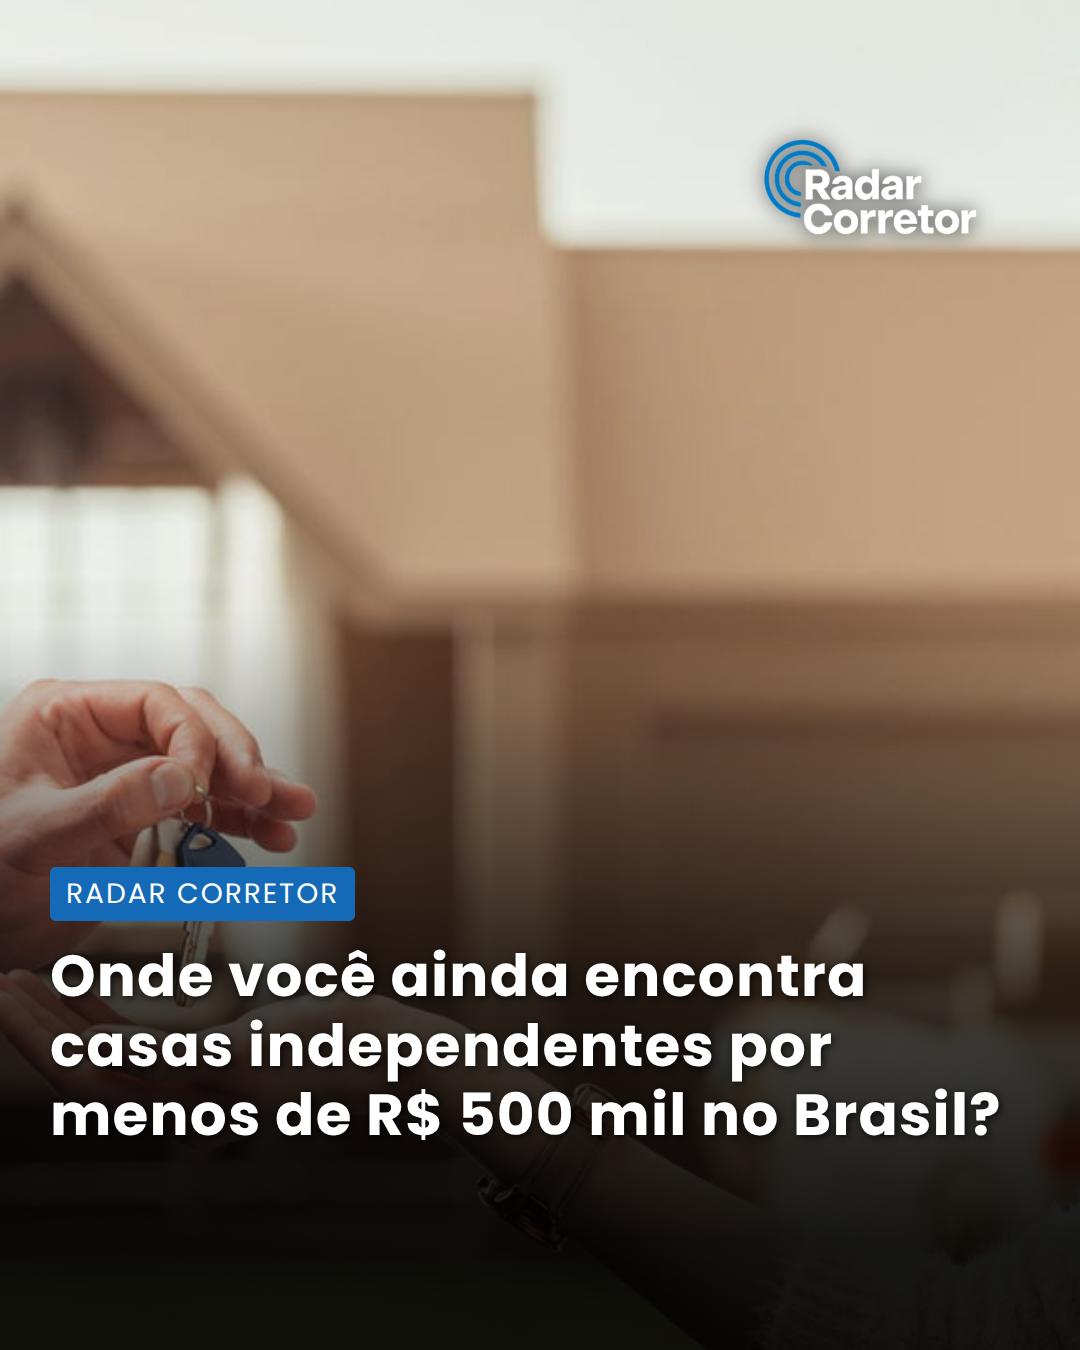 Radar
Corretor
RADAR CORRETOR
Onde você ainda encontra
casas independentes por
menos de R$ 500 mil no Brasil?